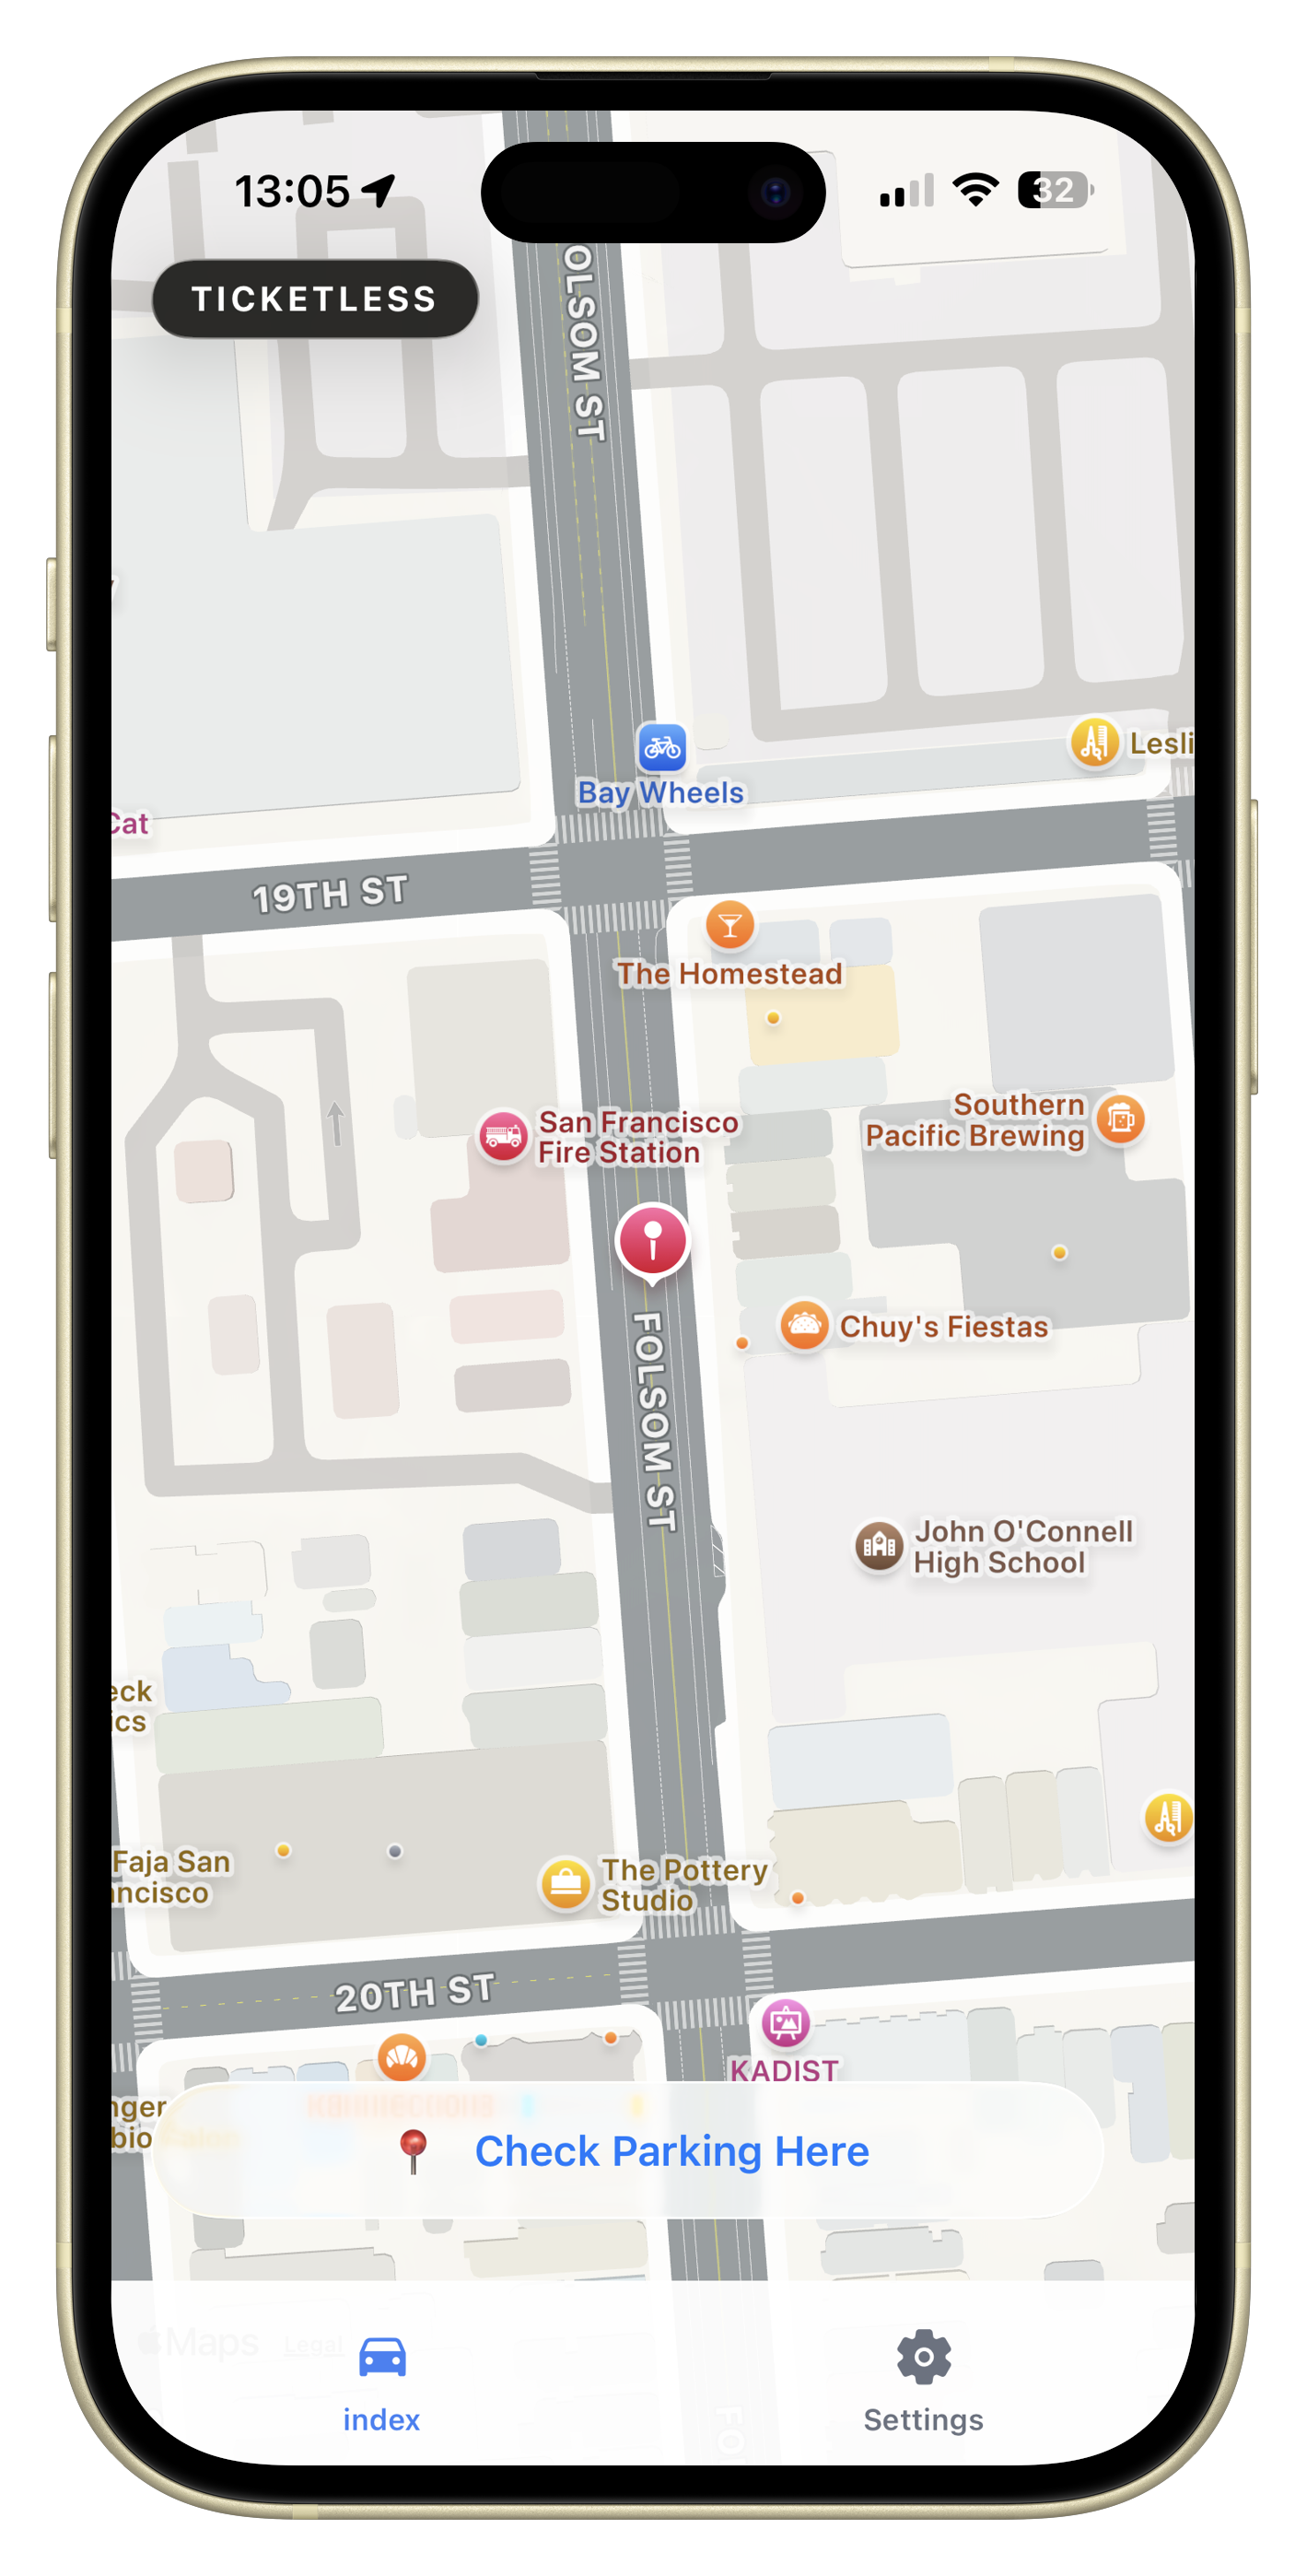 13:05
32
TICKETLESS
OLSOM ST
Bay Wheels
Lesli
Cat
19TH ST
The Homestead
San Francisco
Fire Station
Southern
Pacific Brewing
Chuy's Fiestas
FOLSOM ST
John O'Connell
High School
eck
ics
Faja San
ncisco
The Pottery
Studio
20TH ST
KADIST
nger
bio
Check Parking Here
Maps
Legal
index
Settings
FOL